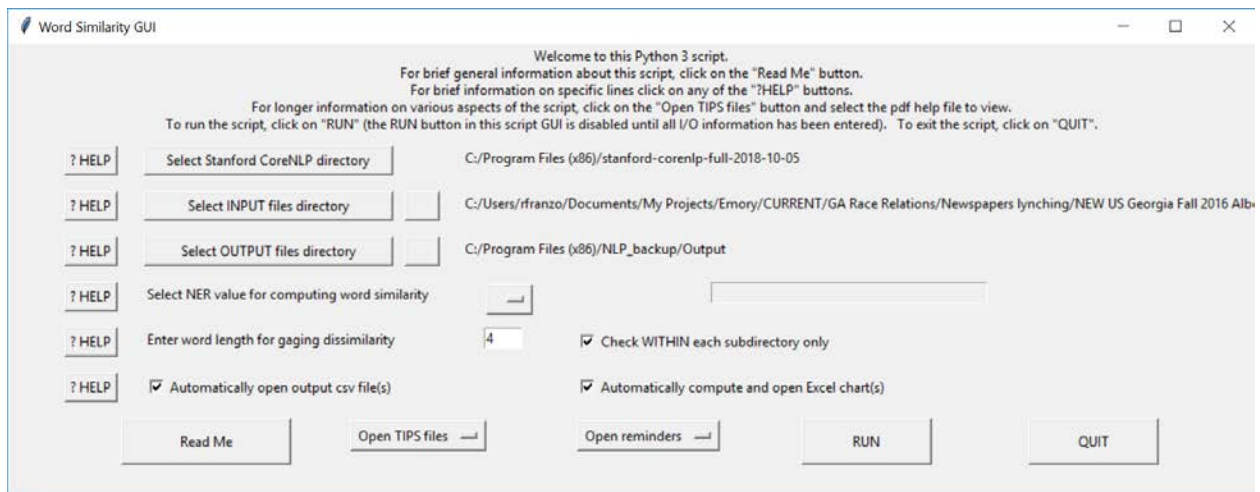 Word Similarity GUI
Welcome to this Python 3 script.
For brief general information about this script, click on the "Read Me" button.
For brief information on specific lines click on any of the "?HELP" buttons.
For longer information on various aspects of the script, click on the "Open TIPS files" button and select the pdf help file to view.
To run the script, click on "RUN" (the RUN button in this script GUI is disabled until all I/O information has been entered). To exit the script, click on "QUIT".
? HELP Select Stanford CoreNLP directory C:/Program Files (x86)/stanford-corenlp-full-2018-10-05
? HELP Select INPUT files directory C:/Users/rfranzo/Documents/My Projects/Emory/CURRENT/GA Race Relations/Newspapers lynching/NEW US Georgia Fall 2016
? HELP Select OUTPUT files directory C:/Program Files (x86)/NLP_backup/Output
? HELP Select NER value for computing word similarity
? HELP Enter word length for gaging dissimilarity 4 Check WITHIN each subdirectory only
? HELP Automatically open output csv file(s) Automatically compute and open Excel chart(s)
Read Me Open TIPS files Open reminders RUN QUIT